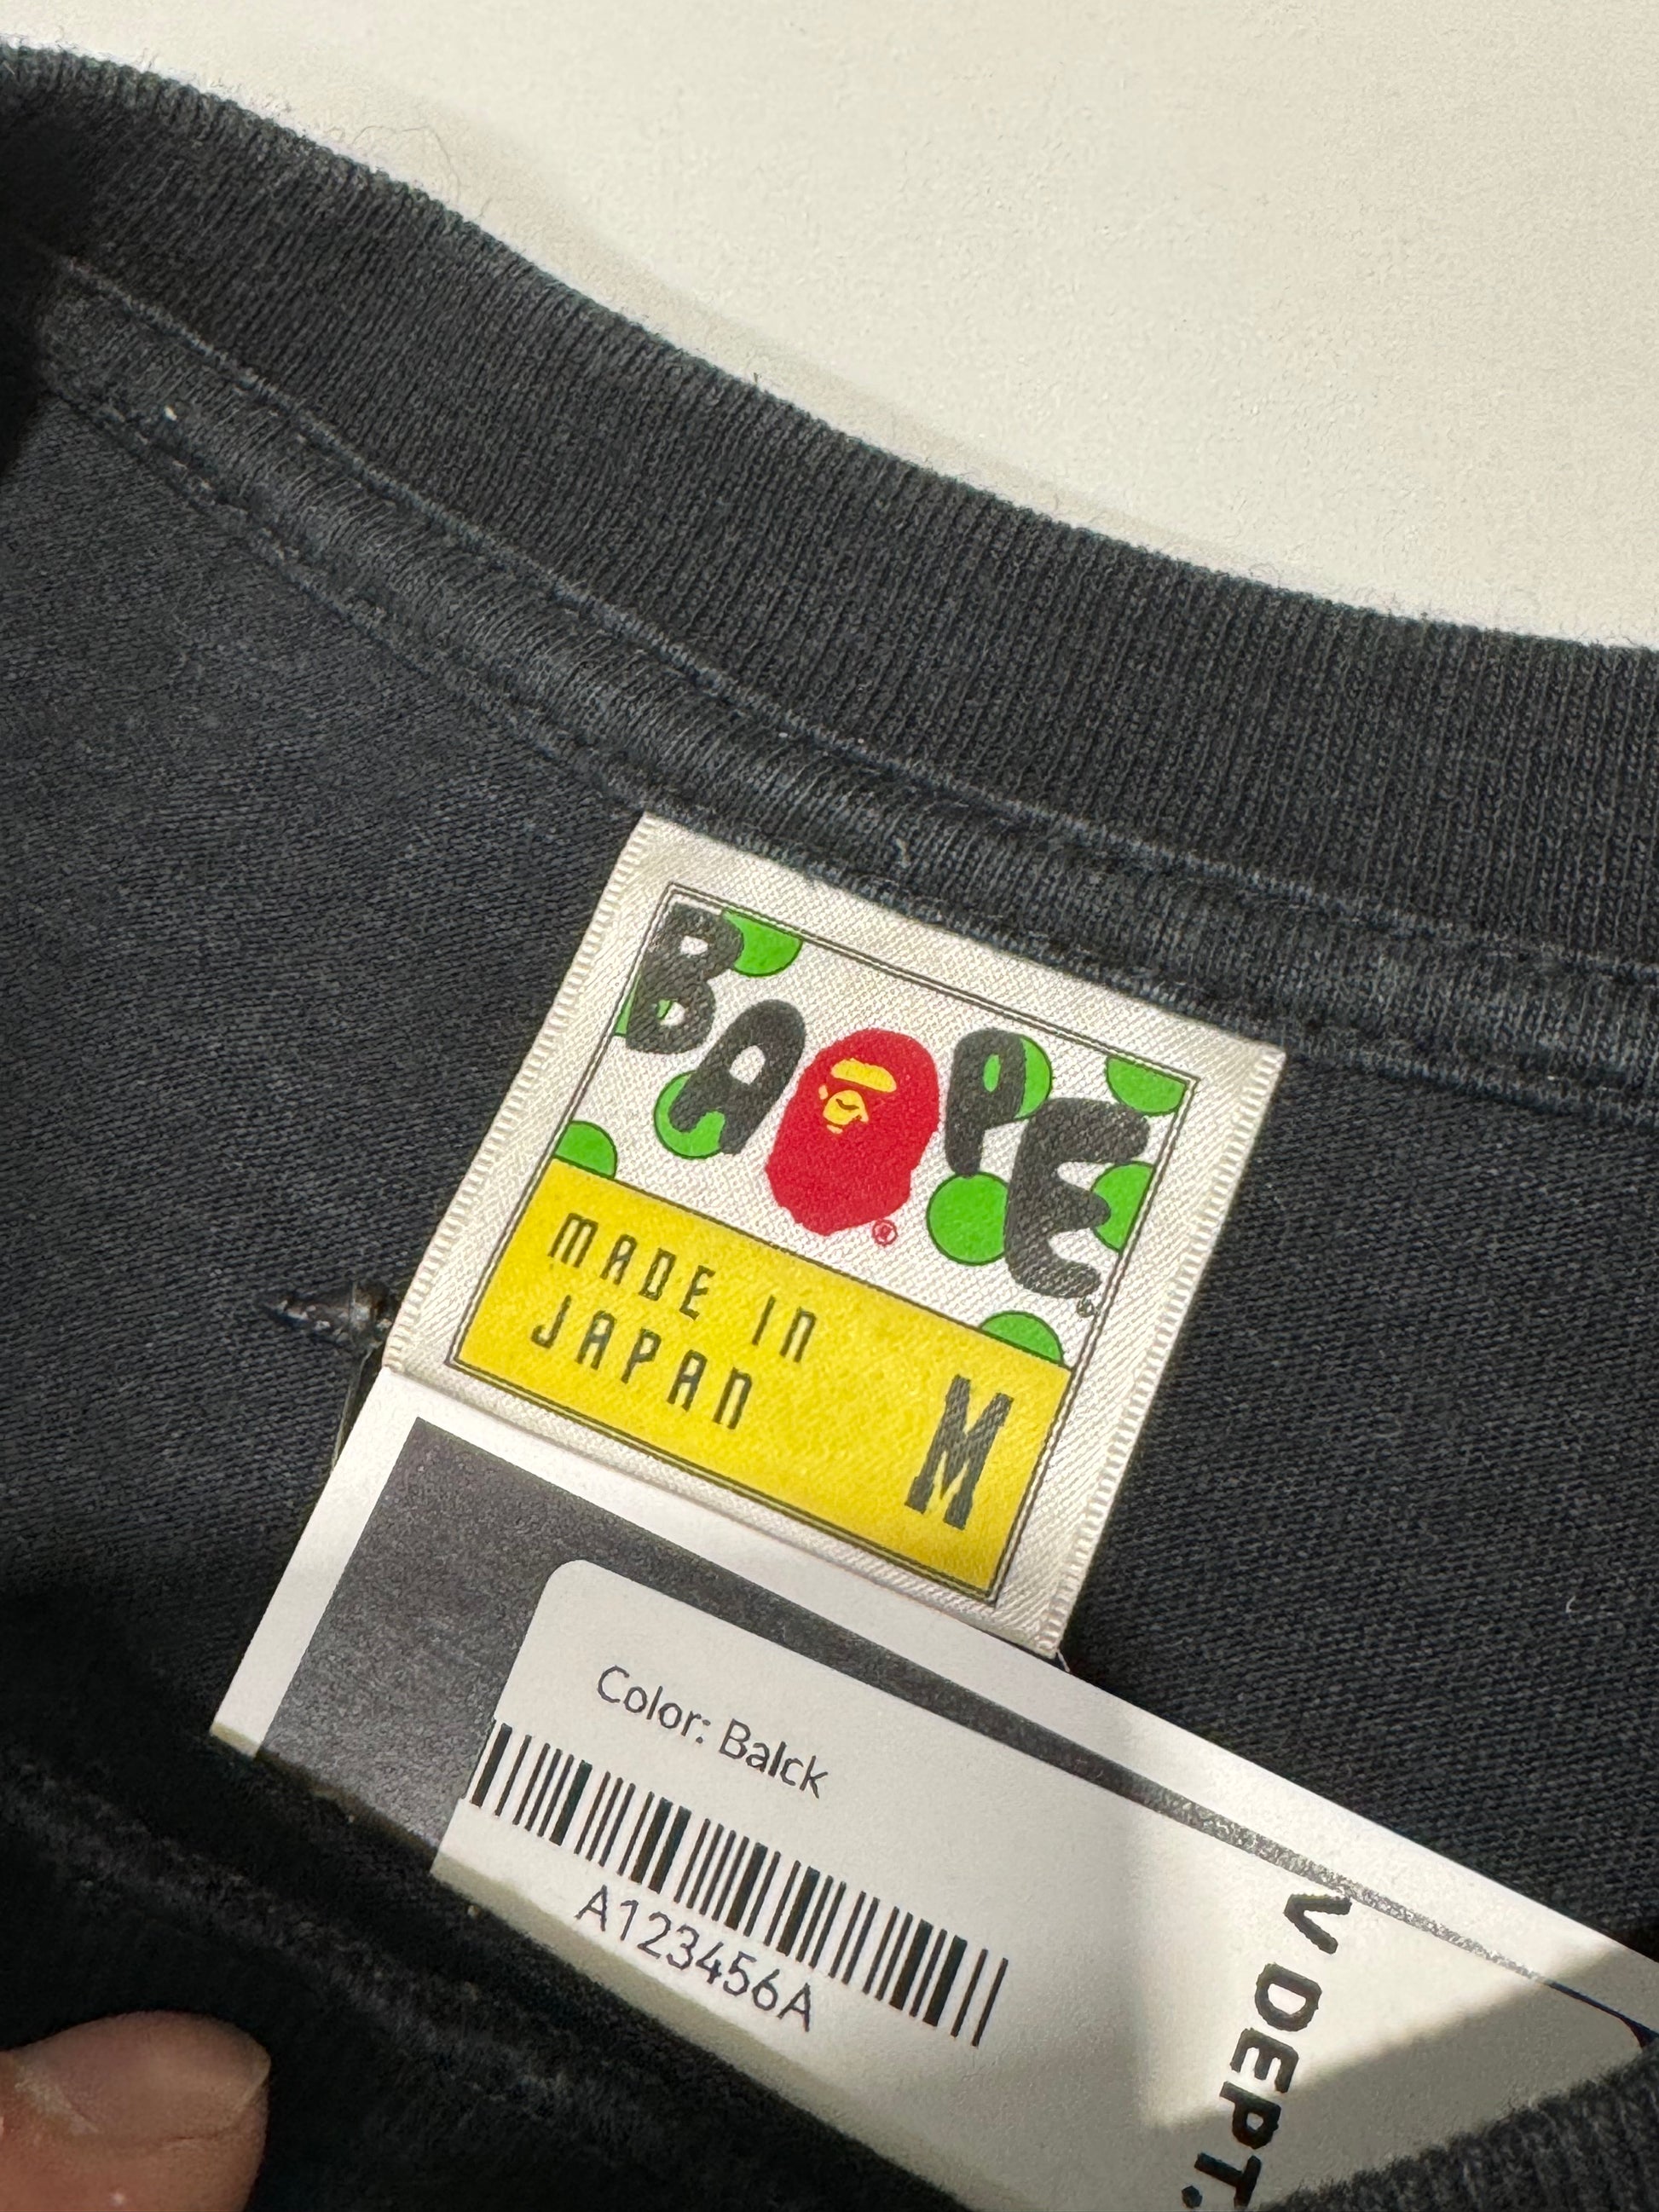 BAPE
®
MADE IN
JAPAN
M
Color: Balck
A123456A
V DEPT.